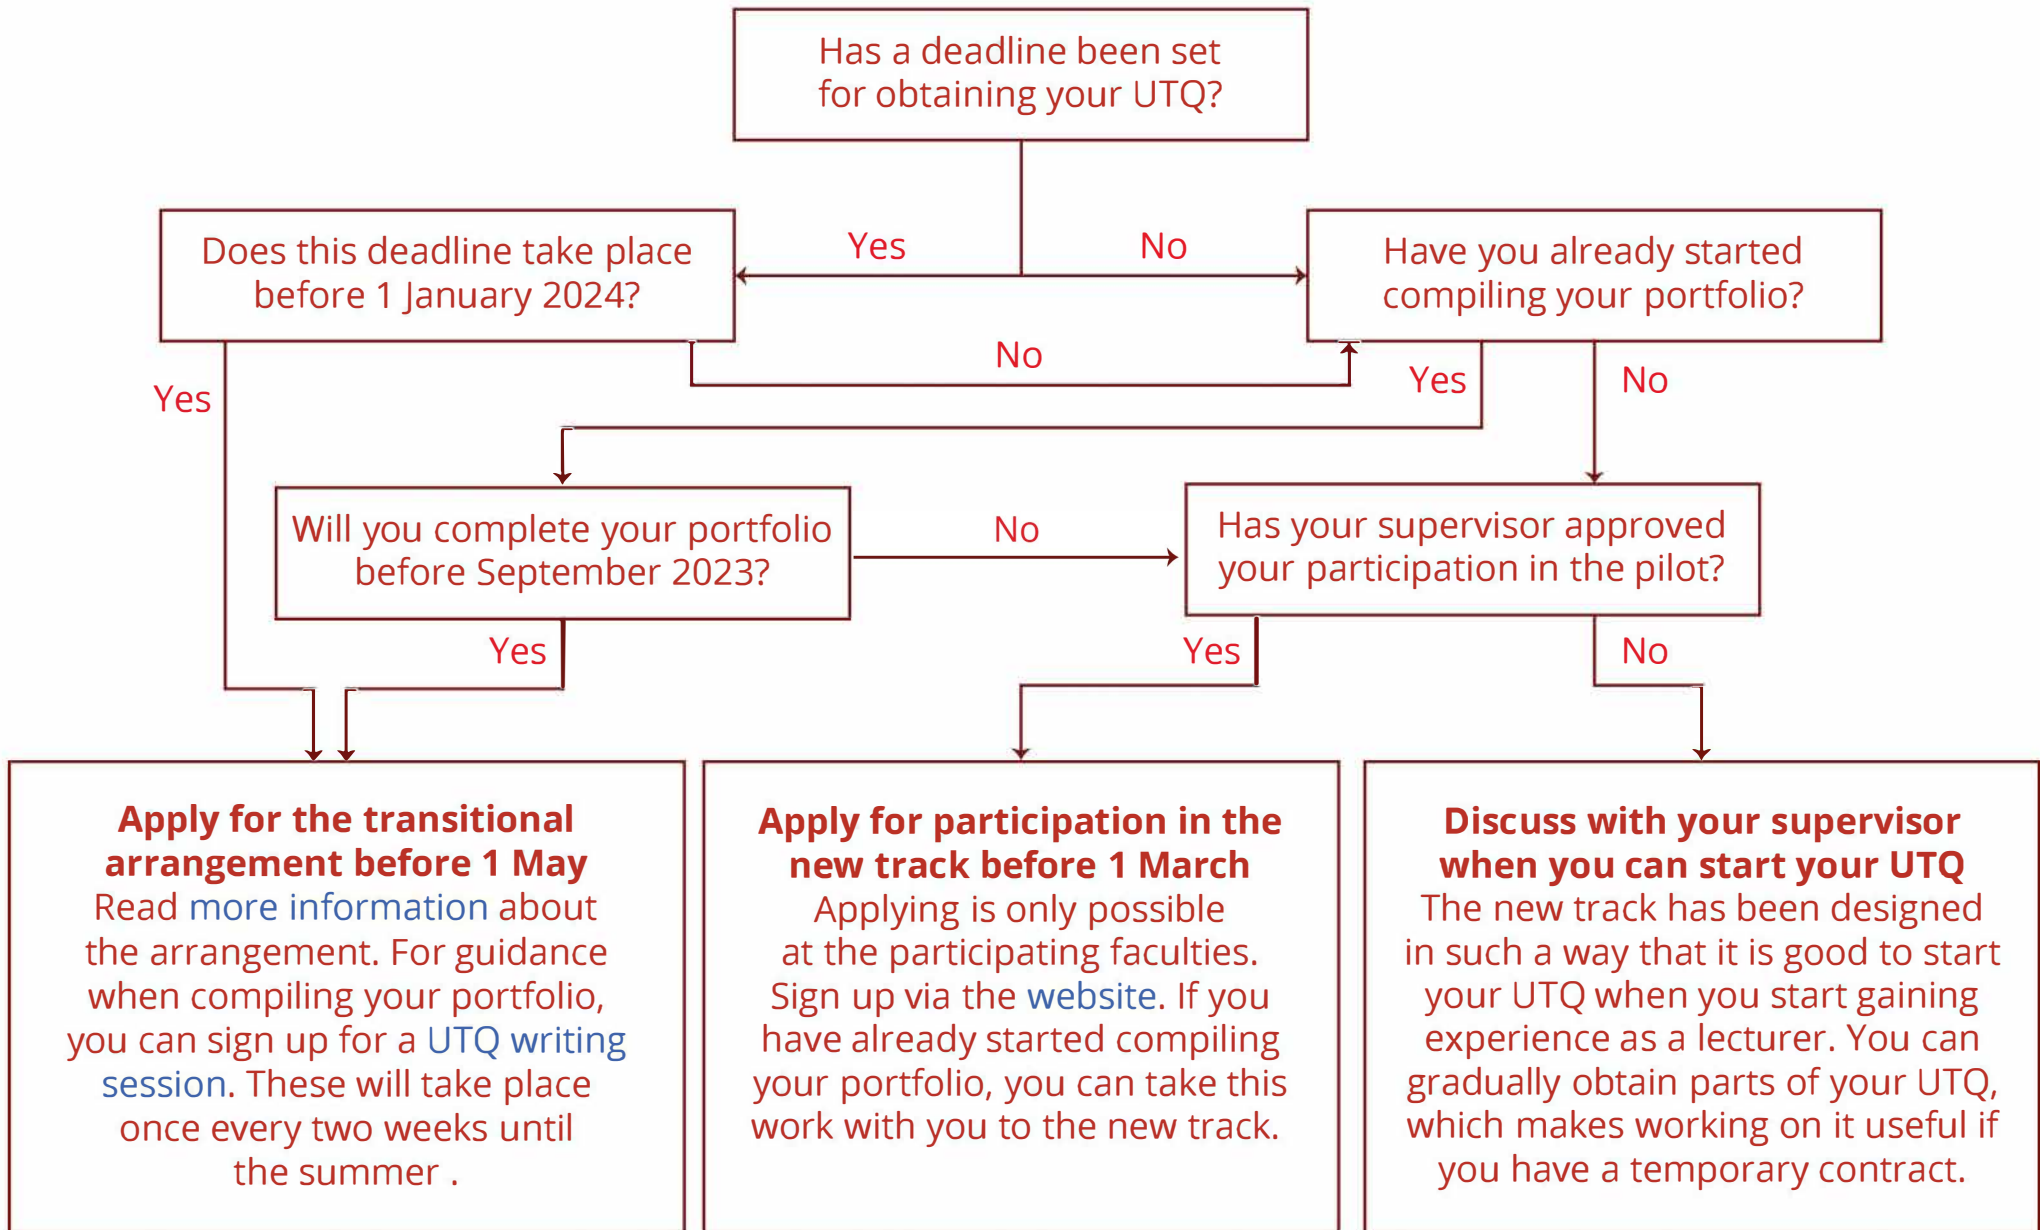 Has a deadline been set
for obtaining your UTQ?
Does this deadline take place
before 1 January 2024?
Yes
No
Have you already started
compiling your portfolio?
No
Yes
Yes
No
Will you complete your portfolio
before September 2023?
No
Has your supervisor approved
your participation in the pilot?
Yes
Yes
No
Apply for the transitional
arrangement before 1 May
Read more information about
the arrangement. For guidance
when compiling your portfolio,
you can sign up for a UTQ writing
session. These will take place
once every two weeks until
the summer .
Apply for participation in the
new track before 1 March
Applying is only possible
at the participating faculties.
Sign up via the website. If you
have already started compiling
your portfolio, you can take this
work with you to the new track.
Discuss with your supervisor
when you can start your UTQ
The new track has been designed
in such a way that it is good to start
your UTQ when you start gaining
experience as a lecturer. You can
gradually obtain parts of your UTQ,
which makes working on it useful if
you have a temporary contract.